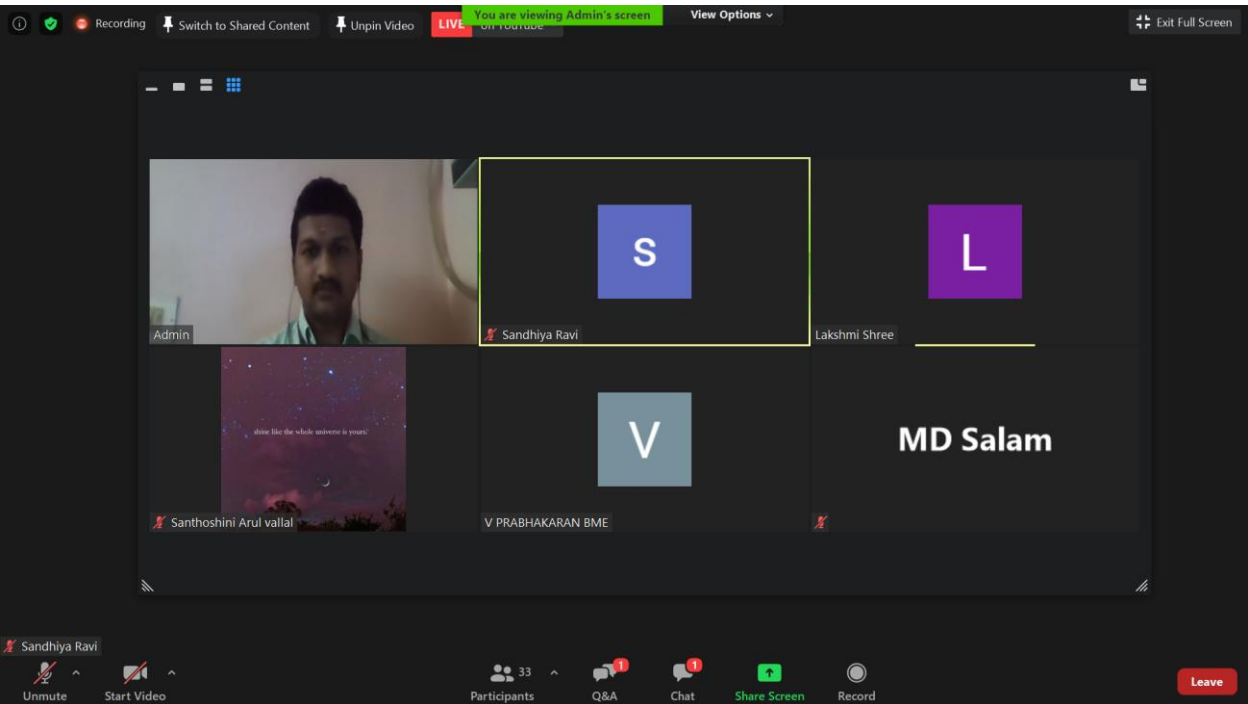 Recording
Switch to Shared Content
Unpin Video
LIVE on YouTube
You are viewing Admin's screen
View Options
Exit Full Screen
Admin
S
Sandhiya Ravi
L
Lakshmi Shree
shine like the whole universe is yours.
Santhoshini Arul vallal
V
V PRABHAKARAN BME
MD Salam
Sandhiya Ravi
Unmute
Start Video
33
Participants
1
Q&A
1
Chat
Share Screen
Record
Leave